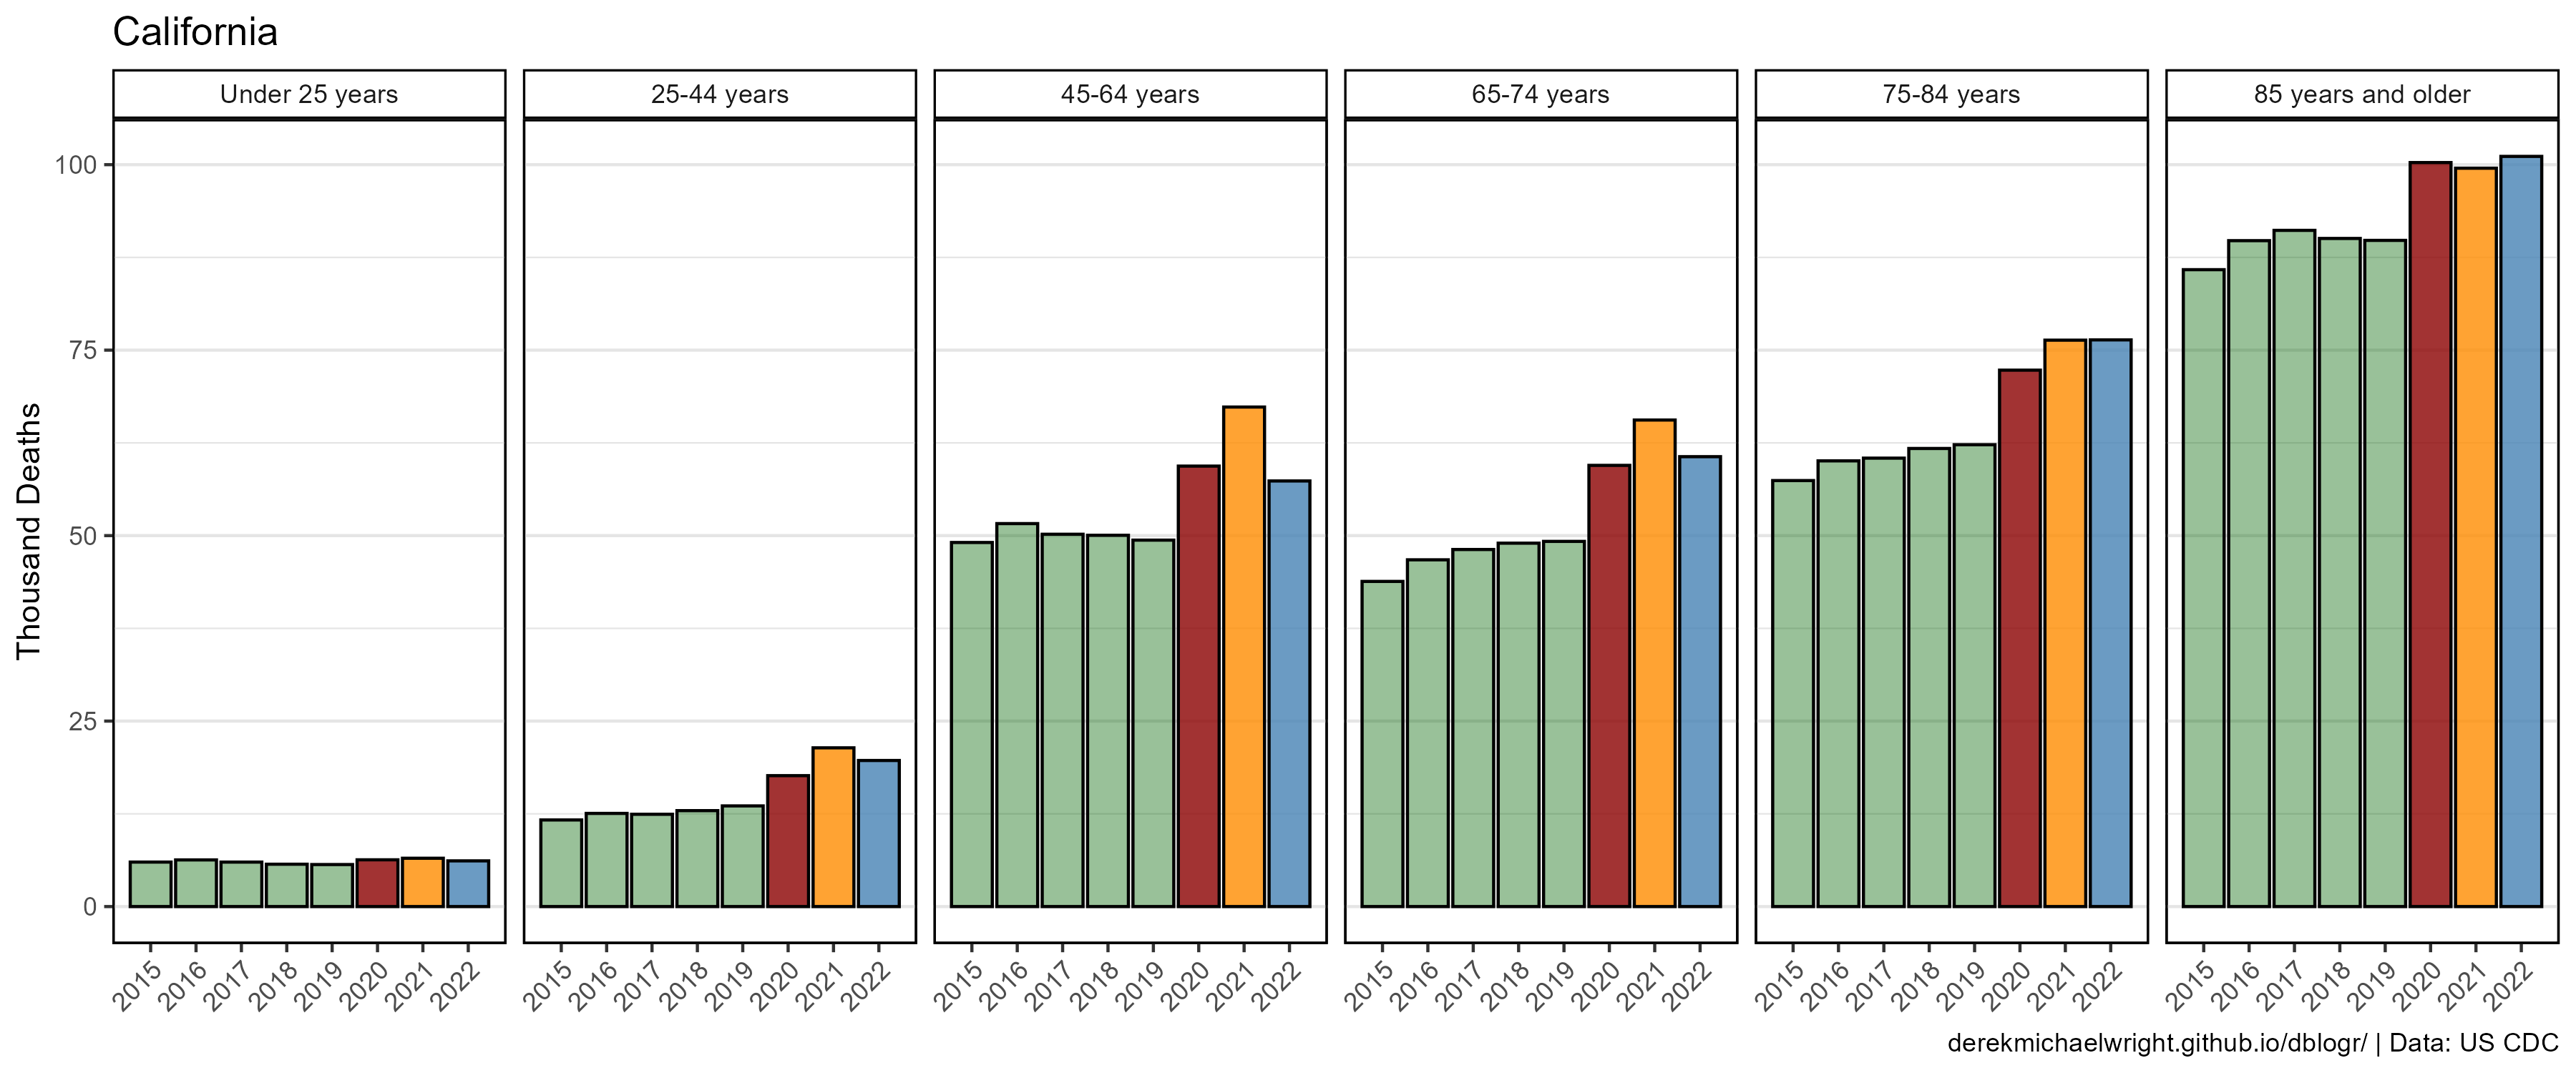 California
Under 25 years
25-44 years
45-64 years
65-74 years
75-84 years
85 years and older
Thousand Deaths
100
75
50
25
0
2015 2016 2017 2018 2019 2020 2021 2022
2015 2016 2017 2018 2019 2020 2021 2022
2015 2016 2017 2018 2019 2020 2021 2022
2015 2016 2017 2018 2019 2020 2021 2022
2015 2016 2017 2018 2019 2020 2021 2022
2015 2016 2017 2018 2019 2020 2021 2022
derekmichaelwright.github.io/dblogr/ | Data: US CDC